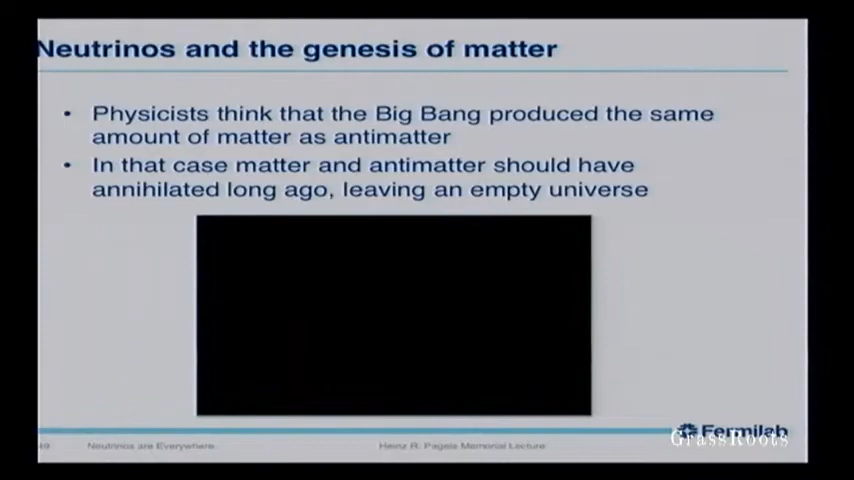 Neutrinos and the genesis of matter
• Physicists think that the Big Bang produced the same
amount of matter as antimatter
• In that case matter and antimatter should have
annihilated long ago, leaving an empty universe
Fermilab
GrassRoots
49 Neutrinos are Everywhere Heinz R. Pagels Memorial Lecture